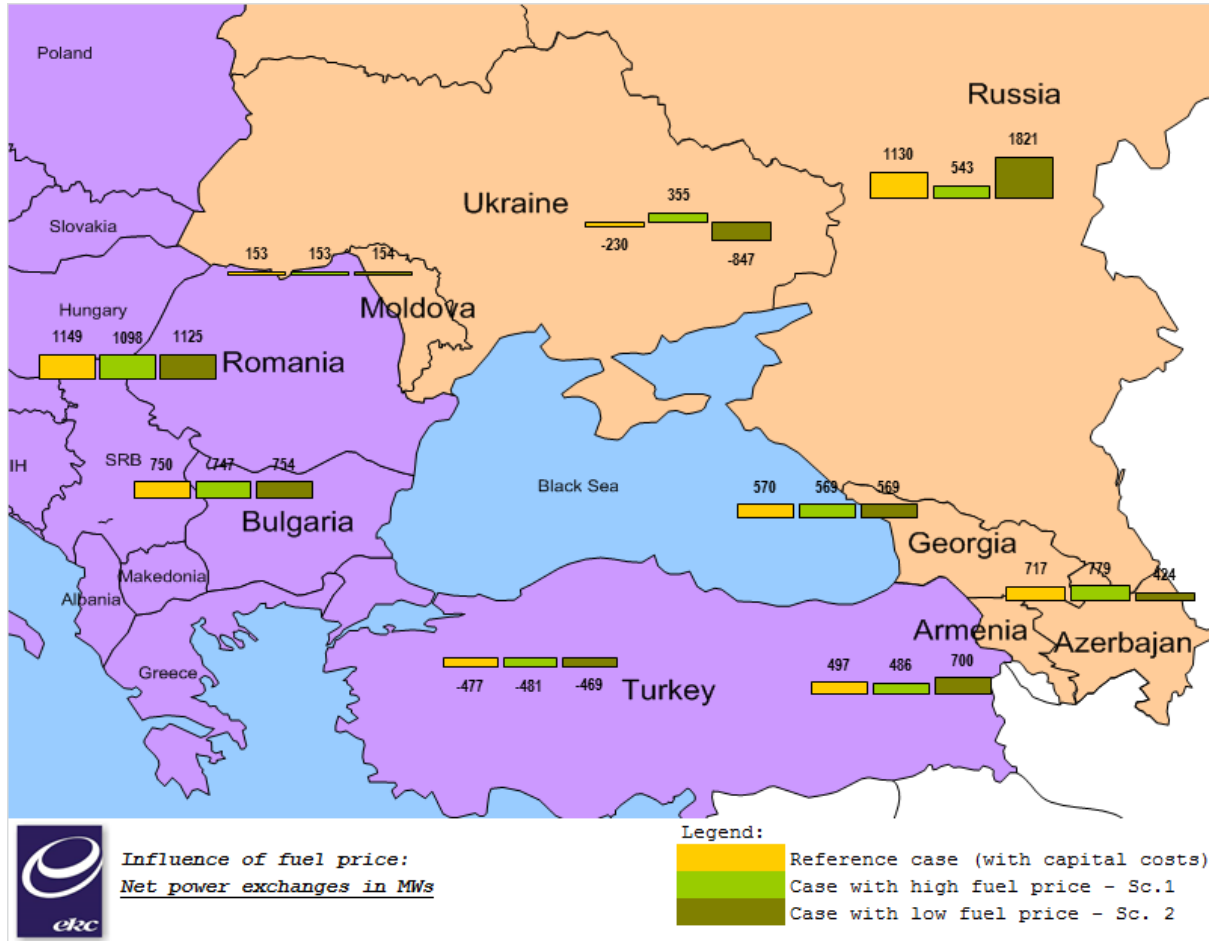 Poland
Russia
1821
1130
543
Ukraine
355
-230
-847
Slovakia
153
153
154
Hungary
Moldova
1149
1098
1125
Romania
IH
SRB
750
747
754
Black Sea
570
569
569
Bulgaria
Georgia
717
779
424
Makedonia
Albania
Armenia
Azerbajan
Greece
-477
-481
-469
Turkey
497
486
700
ekc
Influence of fuel price:
Net power exchanges in MWs
Legend:
Reference case (with capital costs)
Case with high fuel price - Sc.1
Case with low fuel price - Sc. 2